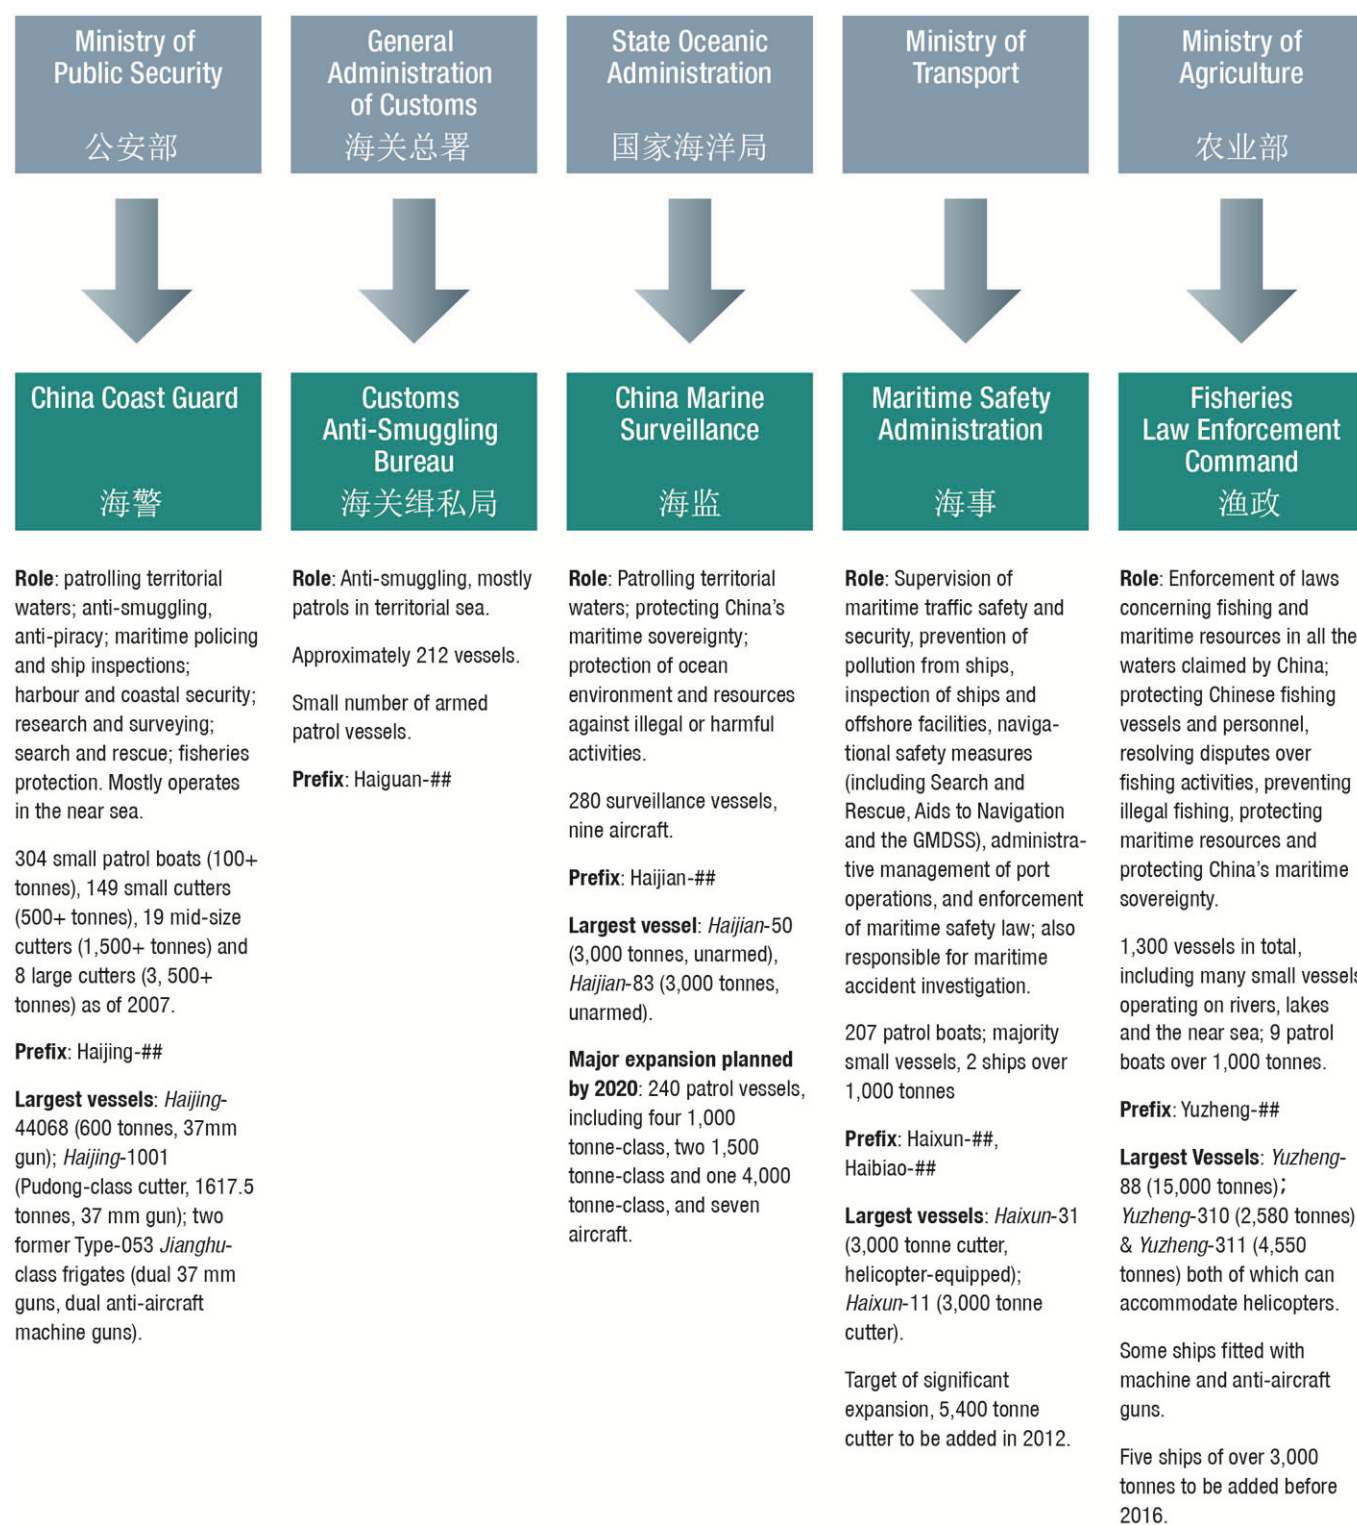 Ministry of
Public Security
公安部
General
Administration
of Customs
海关总署
State Oceanic
Administration
国家海洋局
Ministry of
Transport
Ministry of
Agriculture
农业部
China Coast Guard
海警
Customs
Anti-Smuggling
Bureau
海关缉私局
China Marine
Surveillance
海监
Maritime Safety
Administration
海事
Fisheries
Law Enforcement
Command
渔政
Role: patrolling territorial
waters; anti-smuggling,
anti-piracy; maritime policing
and ship inspections;
harbour and coastal security;
research and surveying;
search and rescue; fisheries
protection. Mostly operates
in the near sea.
304 small patrol boats (100+
tonnes), 149 small cutters
(500+ tonnes), 19 mid-size
cutters (1,500+ tonnes) and
8 large cutters (3, 500+
tonnes) as of 2007.
Prefix: Haijing-##
Largest vessels: Haijing-
44068 (600 tonnes, 37mm
gun); Haijing-1001
(Pudong-class cutter, 1617.5
tonnes, 37 mm gun); two
former Type-053 Jianghu-
class frigates (dual 37 mm
guns, dual anti-aircraft
machine guns).
Role: Anti-smuggling, mostly
patrols in territorial sea.
Approximately 212 vessels.
Small number of armed
patrol vessels.
Prefix: Haiguan-##
Role: Patrolling territorial
waters; protecting China's
maritime sovereignty;
protection of ocean
environment and resources
against illegal or harmful
activities.
280 surveillance vessels,
nine aircraft.
Prefix: Haijian-##
Largest vessel: Haijian-50
(3,000 tonnes, unarmed),
Haijian-83 (3,000 tonnes,
unarmed).
Major expansion planned
by 2020: 240 patrol vessels,
including four 1,000
tonne-class, two 1,500
tonne-class and one 4,000
tonne-class, and seven
aircraft.
Role: Supervision of
maritime traffic safety and
security, prevention of
pollution from ships,
inspection of ships and
offshore facilities, naviga-
tional safety measures
(including Search and
Rescue, Aids to Navigation
and the GMDSS), administra-
tive management of port
operations, and enforcement
of maritime safety law; also
responsible for maritime
accident investigation.
207 patrol boats; majority
small vessels, 2 ships over
1,000 tonnes
Prefix: Haixun-##,
Haibiao-##
Largest vessels: Haixun-31
(3,000 tonne cutter,
helicopter-equipped);
Haixun-11 (3,000 tonne
cutter).
Target of significant
expansion, 5,400 tonne
cutter to be added in 2012.
Role: Enforcement of laws
concerning fishing and
maritime resources in all the
waters claimed by China;
protecting Chinese fishing
vessels and personnel,
resolving disputes over
fishing activities, preventing
illegal fishing, protecting
maritime resources and
protecting China's maritime
sovereignty.
1,300 vessels in total,
including many small vessels
operating on rivers, lakes
and the near sea; 9 patrol
boats over 1,000 tonnes.
Prefix: Yuzheng-##
Largest Vessels: Yuzheng-
88 (15,000 tonnes);
Yuzheng-310 (2,580 tonnes)
& Yuzheng-311 (4,550
tonnes) both of which can
accommodate helicopters.
Some ships fitted with
machine and anti-aircraft
guns.
Five ships of over 3,000
tonnes to be added before
2016.